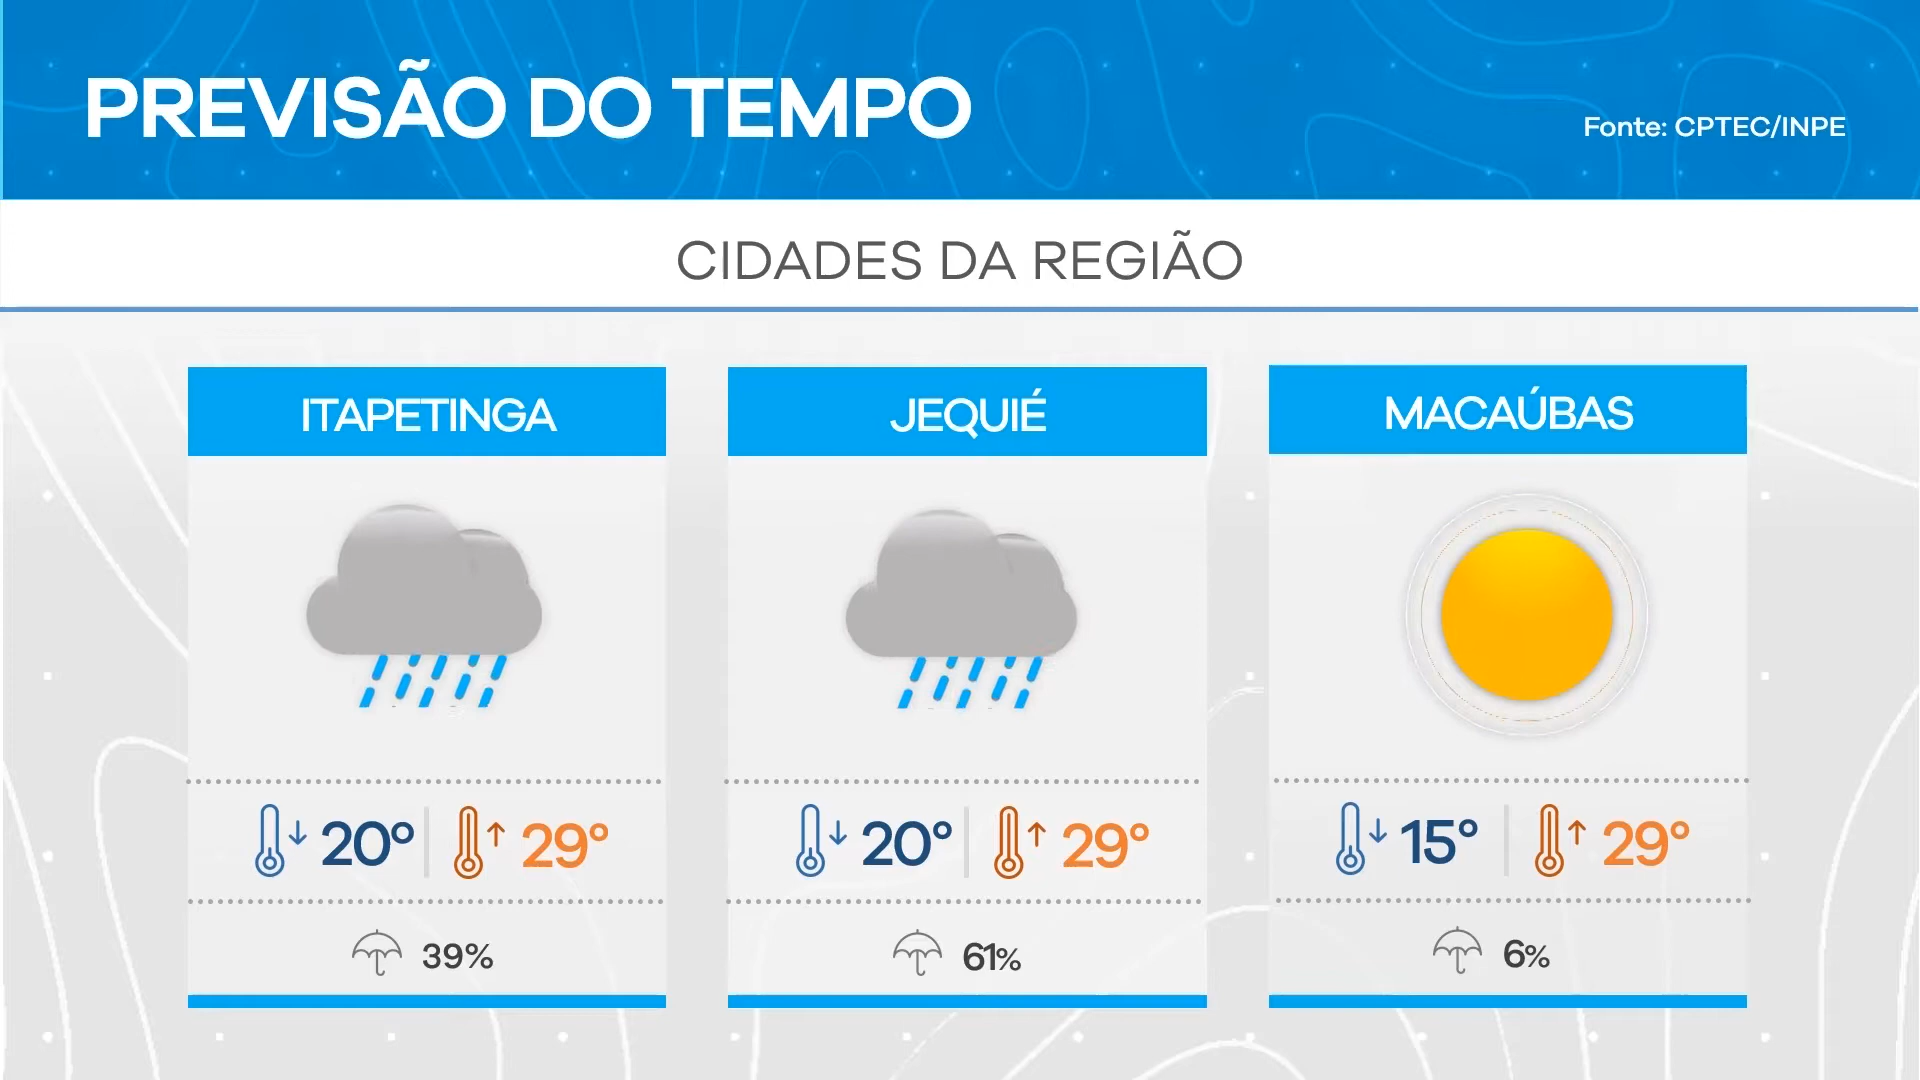 PREVISÃO DO TEMPO
Fonte: CPTEC/INPE
CIDADES DA REGIÃO
ITAPETINGA
20° 29°
39%
JEQUIÉ
20° 29°
61%
MACAÚBAS
15° 29°
6%